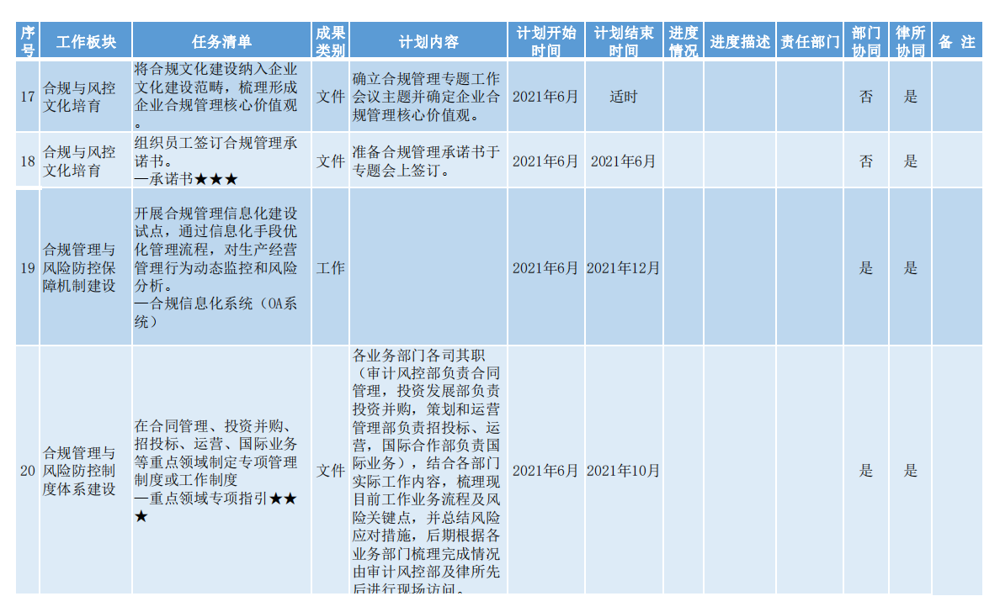 序号 工作板块 任务清单 成果类别 计划内容 计划开始时间 计划结束时间 进度情况 进度描述 责任部门 部门协同 律所协同 备 注
17
合规与风控
文化培育
将合规文化建设纳入企业
文化建设范畴，梳理形成
企业合规管理核心价值观
。
文件
确立合规管理专题工作
会议主题并确定企业合
规管理核心价值观。
2021年6月
适时
否
是
18
合规与风控
文化培育
组织员工签订合规管理承
诺书。
—承诺书★★★
文件
准备合规管理承诺书于
专题会上签订。
2021年6月
2021年6月
否
是
19
合规管理与
风险防控保
障机制建设
开展合规管理信息化建设
试点，通过信息化手段优
化管理流程，对生产经营
管理行为动态监控和风险
分析。
—合规信息化系统（OA系
统）
工作
2021年6月
2021年12月
是
是
20
合规管理与
风险防控制
度体系建设
在合同管理、投资并购、
招投标、运营、国际业务
等重点领域制定专项管理
制度或工作制度
—重点领域专项指引★★
★
文件
各业务部门各司其职
（审计风控部负责合同
管理，投资发展部负责
投资并购，策划和运营
管理部负责招投标、运
营，国际合作部负责国
际业务），结合各部门
实际工作内容，梳理现
目前工作业务流程及风
险关键点，并总结风险
应对措施，后期根据各
业务部门梳理完成情况
由审计风控部及律所先
后进行现场访问。
2021年6月
2021年10月
是
是